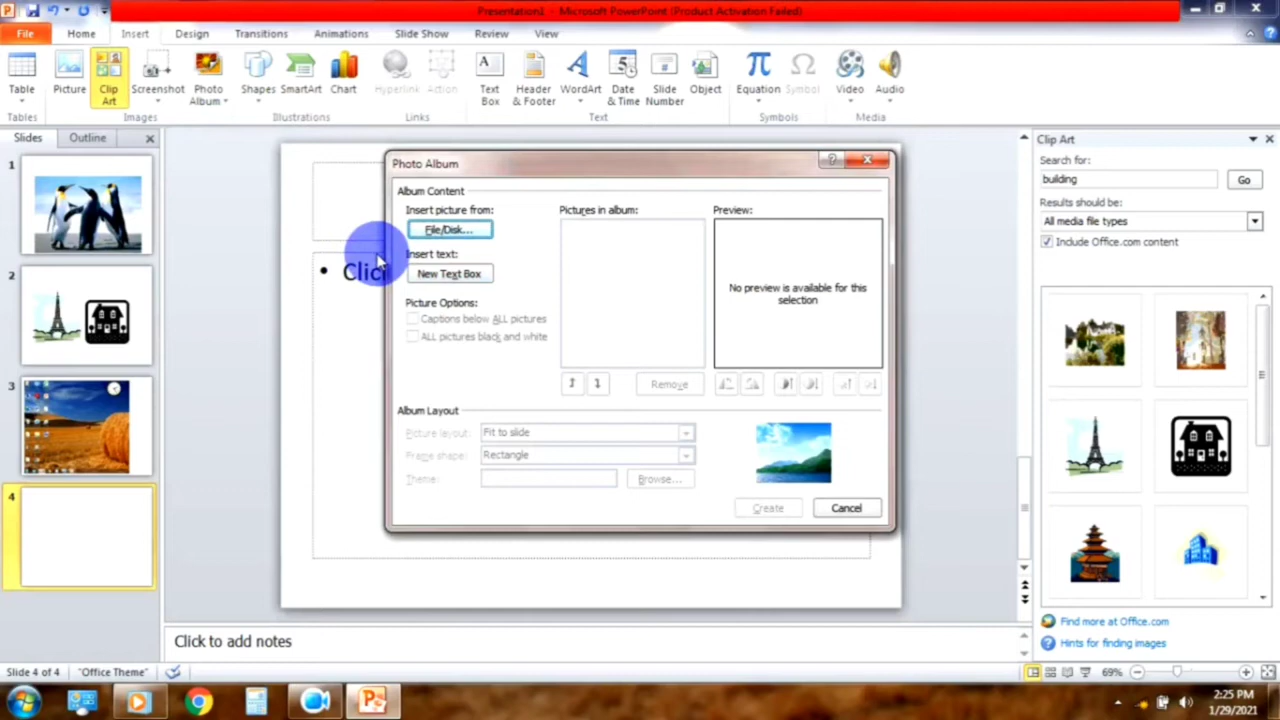 Presentation1 - Microsoft PowerPoint (Product Activation Failed)
File Home Insert Design Transitions Animations Slide Show Review View
Table Picture Clip Art Screenshot Photo Album Shapes SmartArt Chart Hyperlink Action Text Box Header & Footer WordArt Date & Time Slide Number Object Equation Symbol Video Audio
Tables Images Illustrations Links Text Symbols Media
Slides Outline
1
2
3
4
Clic
Photo Album
Album Content
Insert picture from:
File/Disk...
Insert text:
New Text Box
Picture Options:
Captions below ALL pictures
ALL pictures black and white
Pictures in album:
Remove
Preview:
No preview is available for this
selection
Album Layout
Picture layout: Fit to slide
Frame shape: Rectangle
Theme: Browse...
Create Cancel
Clip Art
Search for:
building Go
Results should be:
All media file types
Include Office.com content
Find more at Office.com
Hints for finding images
Click to add notes
Slide 4 of 4 "Office Theme" 69%
2:25 PM
1/29/2021